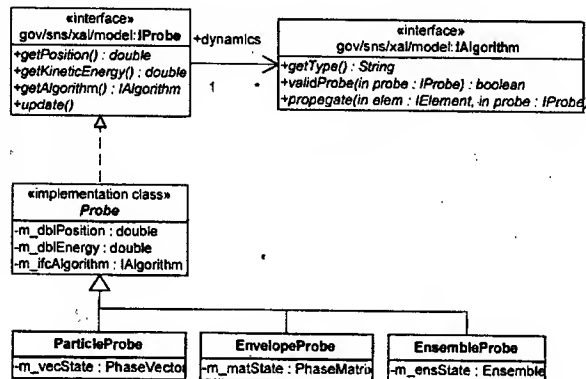 «interface»
gov/sns/xal/model:IProbe
+getPosition() : double
+getKineticEnergy() : double
+getAlgorithm() : IAlgorithm
+update()
+dynamics
1
*
«interface»
gov/sns/xal/model:IAlgorithm
+getType() : String
+validProbe(in probe : IProbe) : boolean
+propegate(in elem : IElement, in probe : IProbe)
«implementation class»
Probe
-m_dblPosition : double
-m_dblEnergy : double
-m_ifcAlgorithm : IAlgorithm
ParticleProbe
-m_vecState : PhaseVector
EnvelopeProbe
-m_matState : PhaseMatrix
EnsembleProbe
-m_ensState : Ensemble